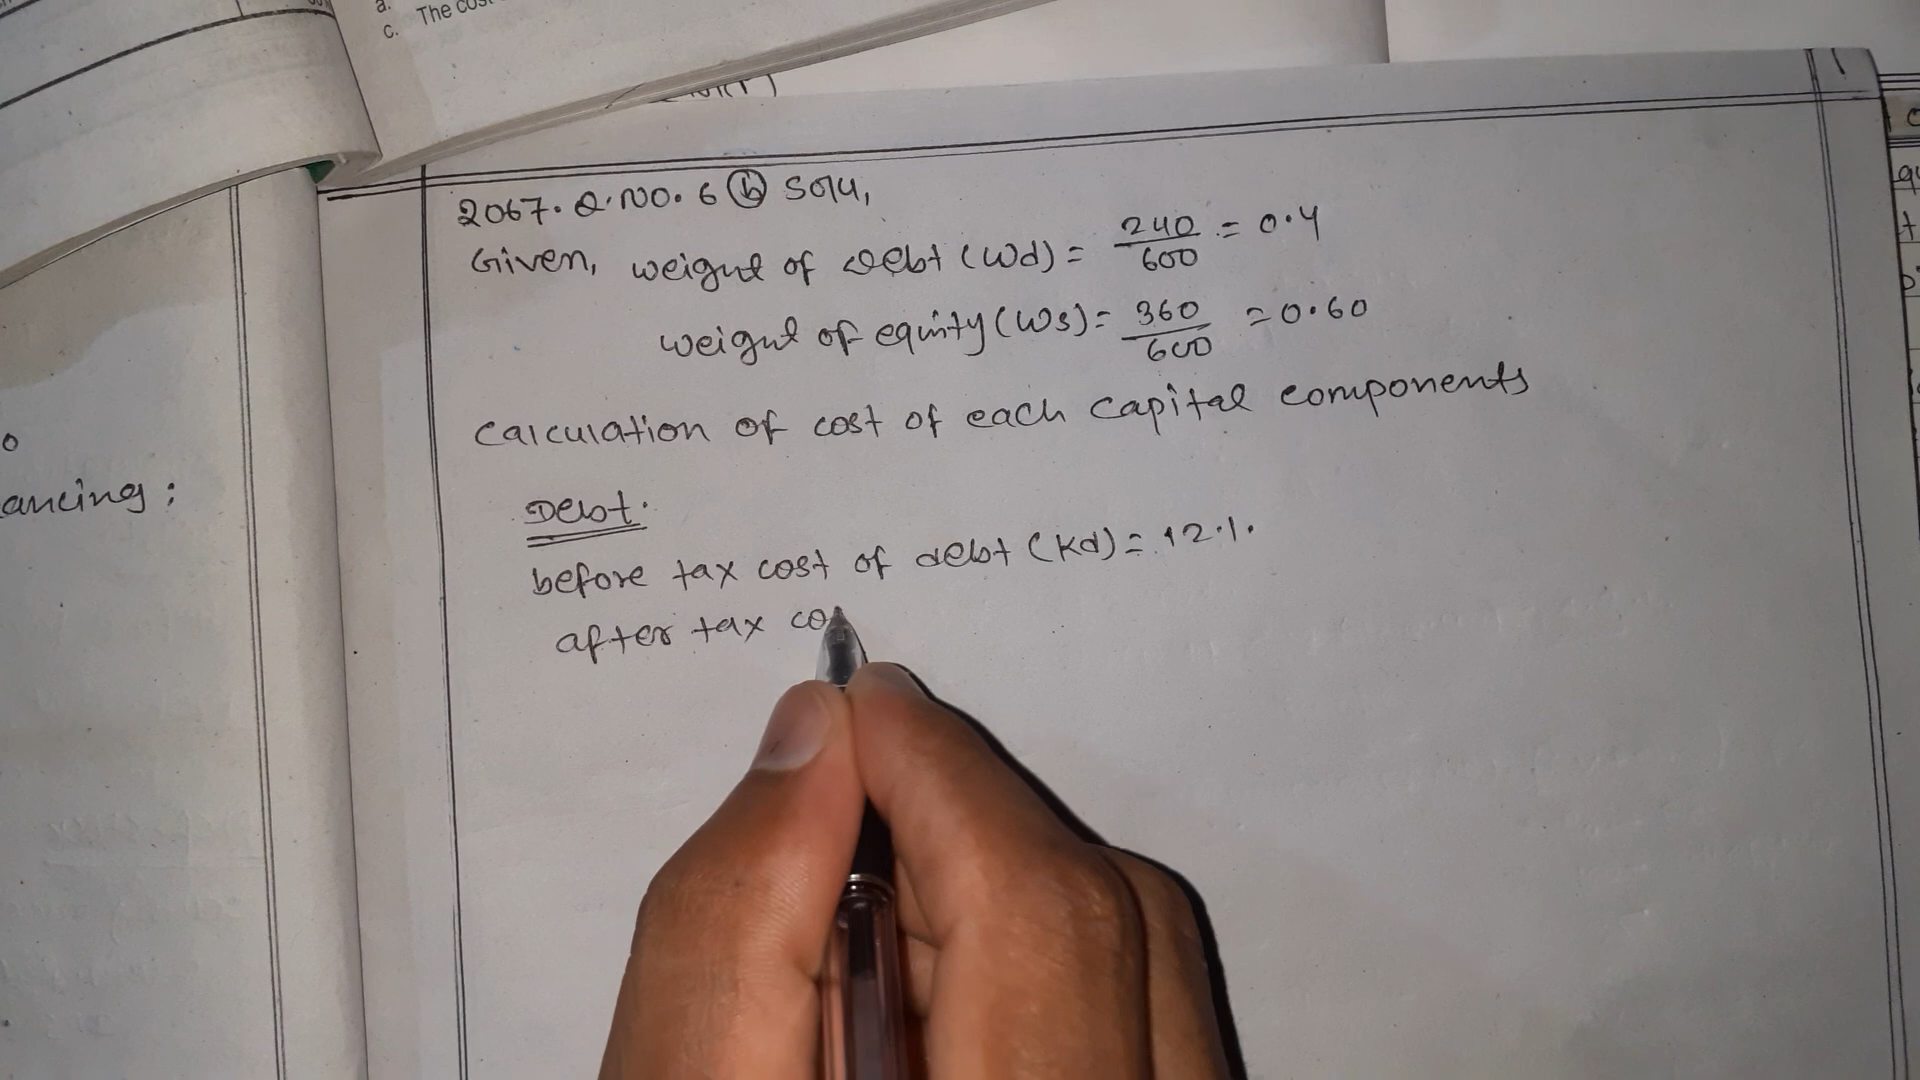 a.
c. The cos
2067. Q.NO. 6 (b) Soln,
Given, weight of Debt (Wd) = 240/600 = 0.4
weight of equity (Ws) = 360/600 = 0.60
Calculation of cost of each capital components
Debt.
before tax cost of debt (Kd) = 12%.
after tax co
o
ancing :